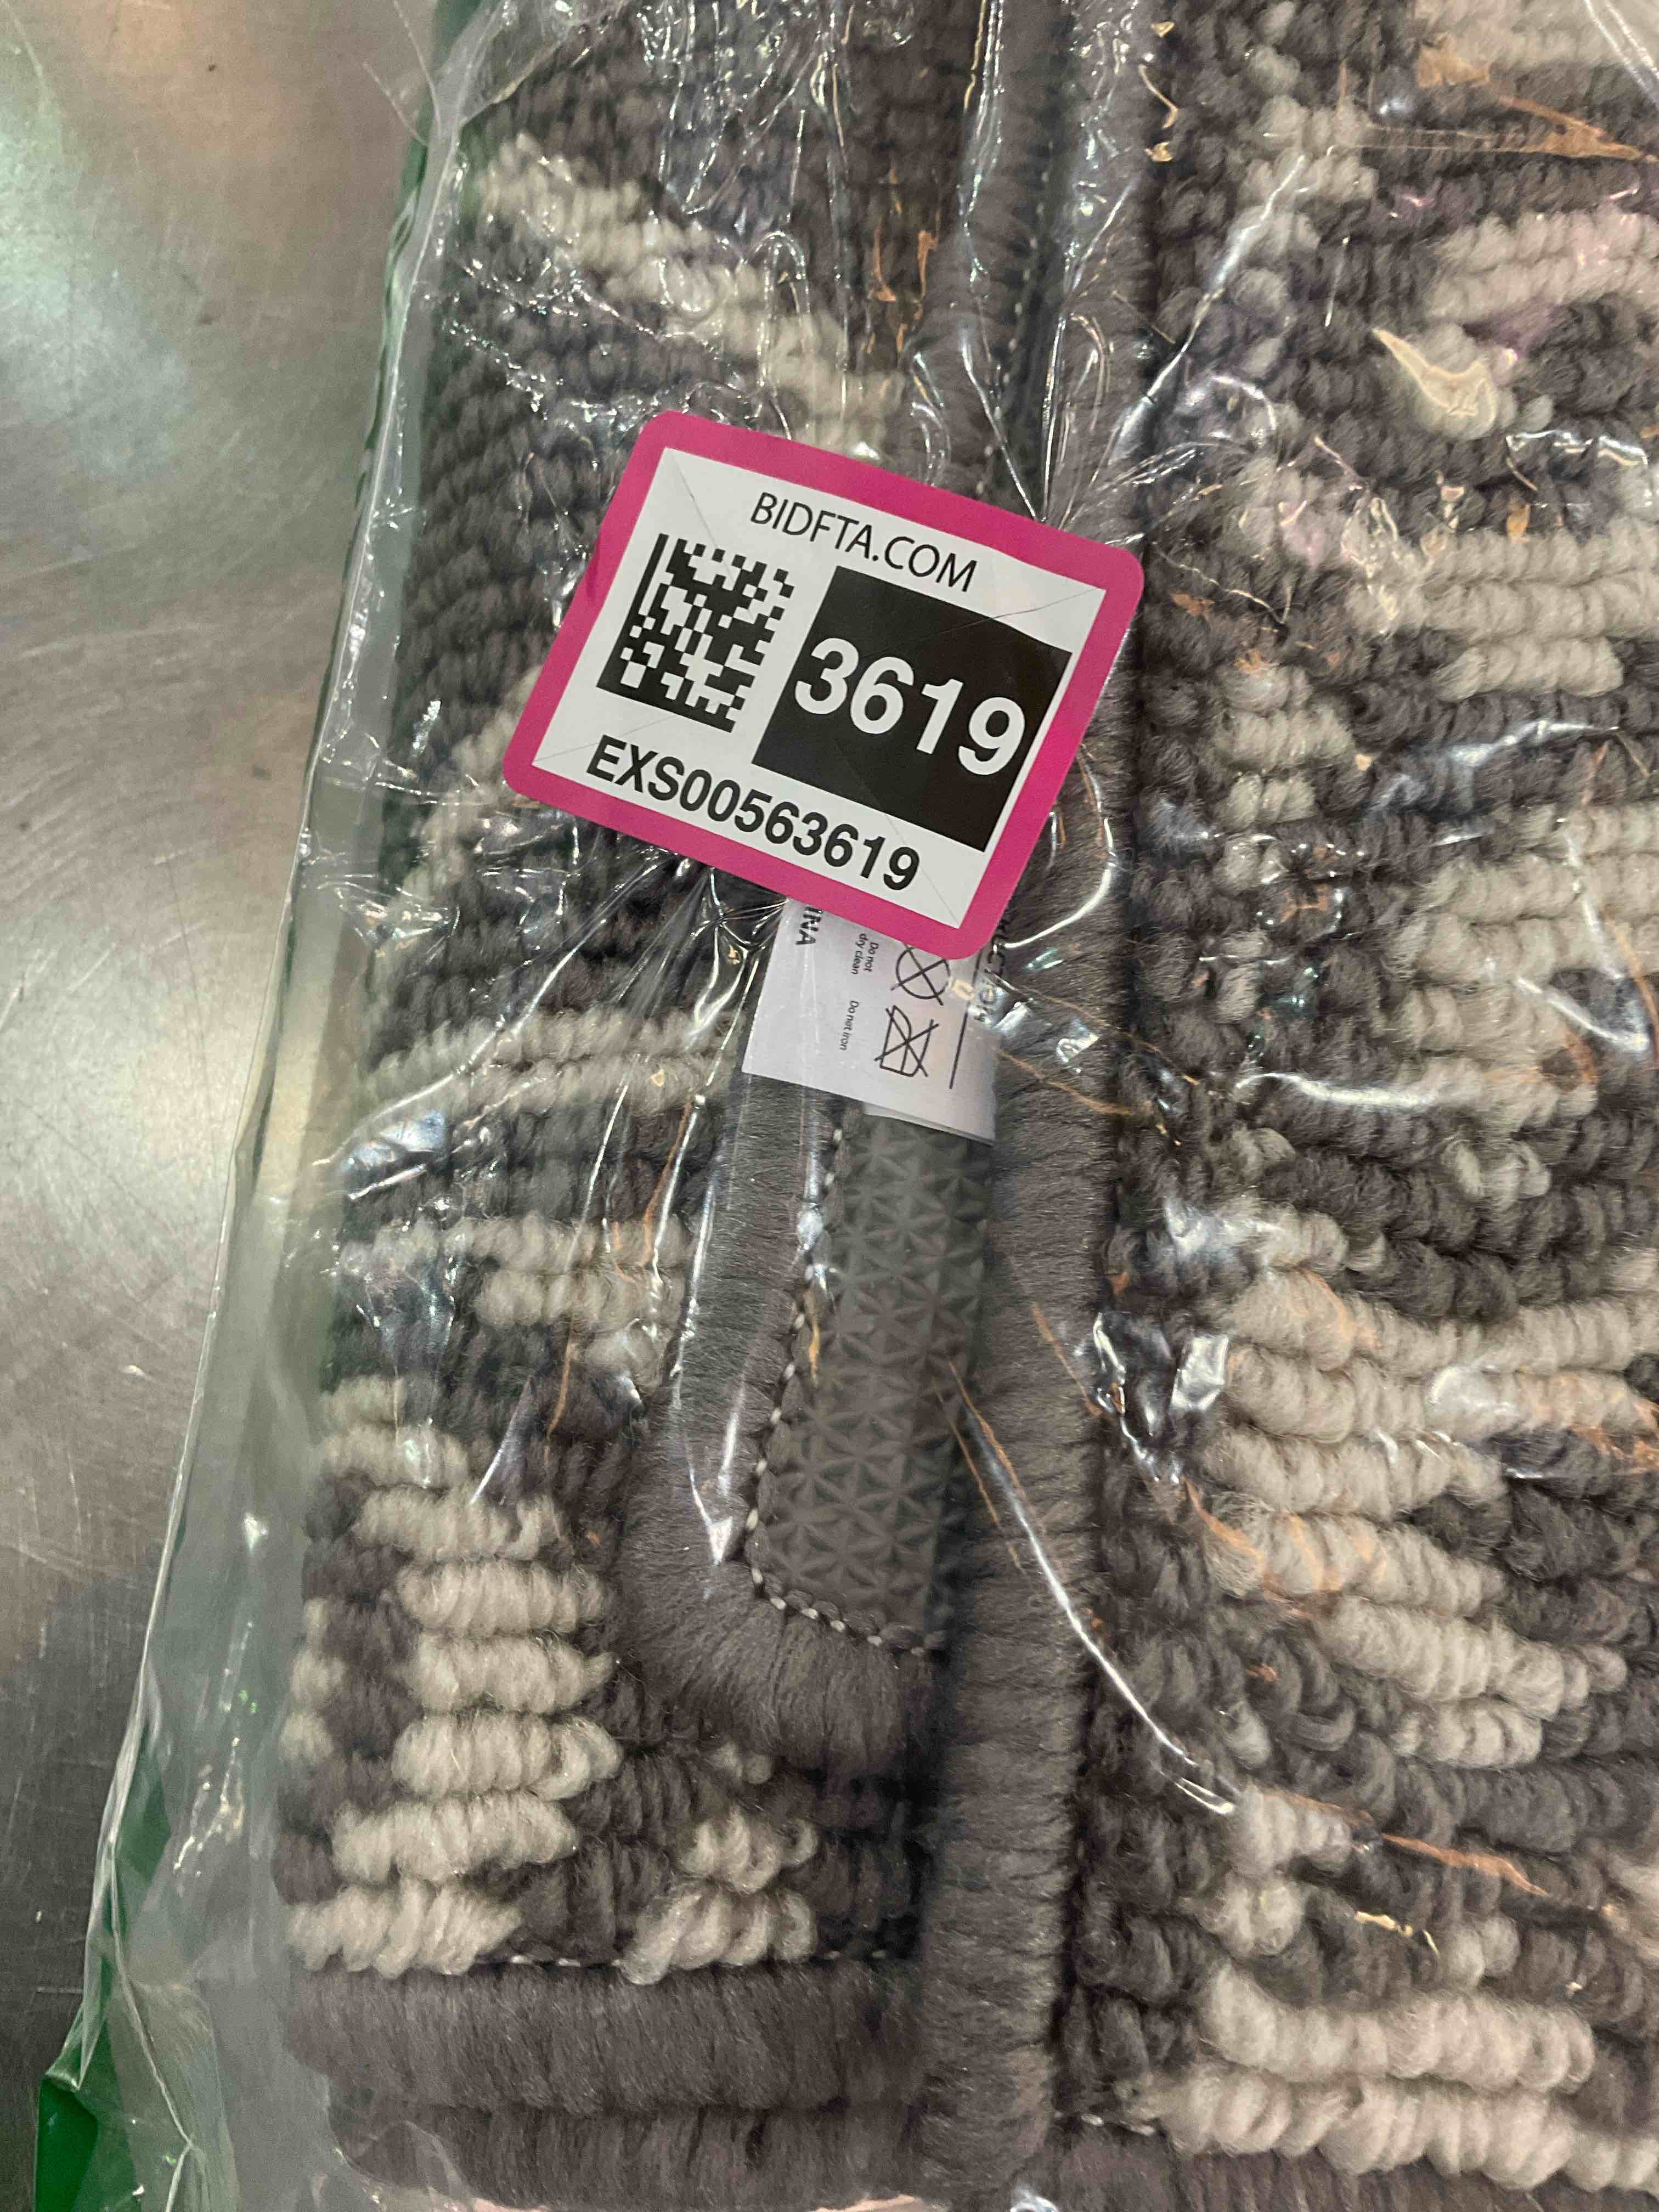 BIDFTA.COM
3619
EXS00563619
Do not
dry clean
Do not iron